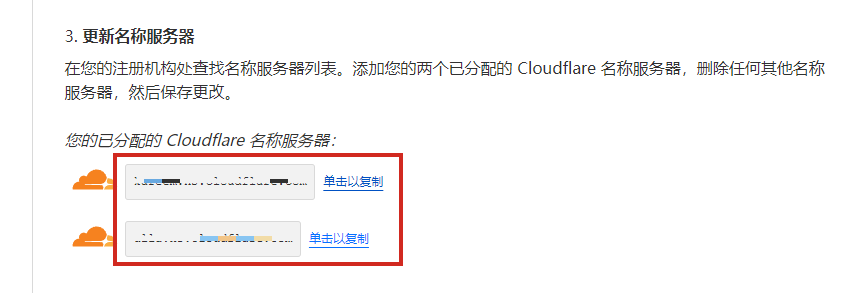 3. 更新名称服务器
在您的注册机构处查找名称服务器列表。添加您的两个已分配的 Cloudflare 名称服务器，删除任何其他名称
服务器，然后保存更改。
您的已分配的 Cloudflare 名称服务器：
单击以复制
单击以复制